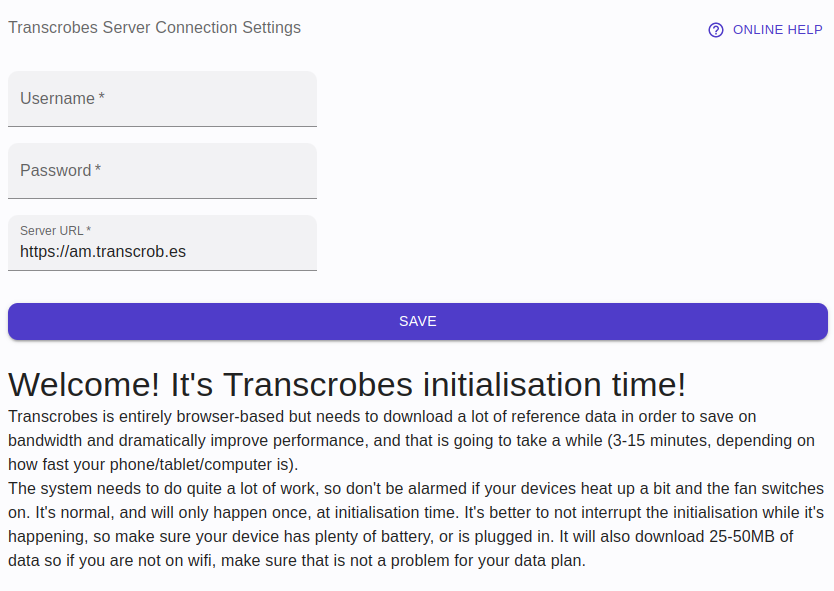 Transcrobes Server Connection Settings
ONLINE HELP
Username *
Password *
Server URL *
https://am.transcrob.es
SAVE
Welcome! It's Transcrobes initialisation time!
Transcrobes is entirely browser-based but needs to download a lot of reference data in order to save on
bandwidth and dramatically improve performance, and that is going to take a while (3-15 minutes, depending on
how fast your phone/tablet/computer is).
The system needs to do quite a lot of work, so don't be alarmed if your devices heat up a bit and the fan switches
on. It's normal, and will only happen once, at initialisation time. It's better to not interrupt the initialisation while it's
happening, so make sure your device has plenty of battery, or is plugged in. It will also download 25-50MB of
data so if you are not on wifi, make sure that is not a problem for your data plan.